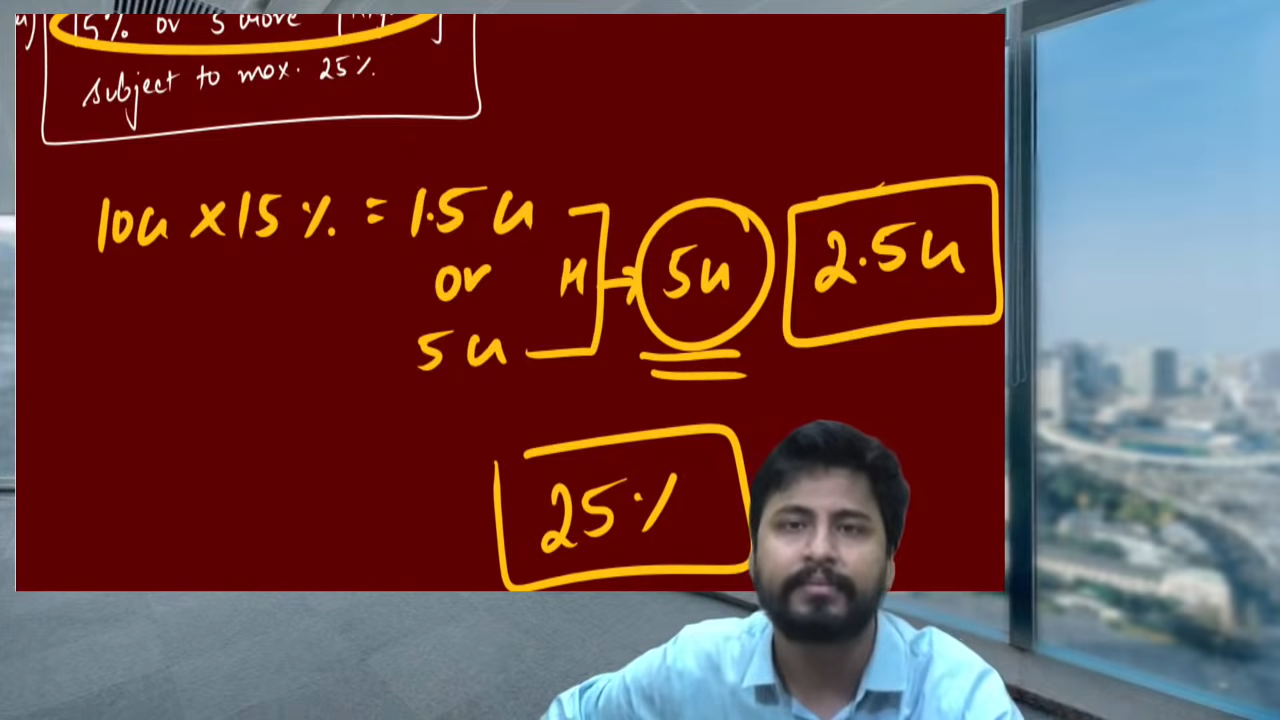 15% or 5 more
subject to max. 25%.
10u x 15% = 1.5u
or H → 5u 2.5u
5u
25%